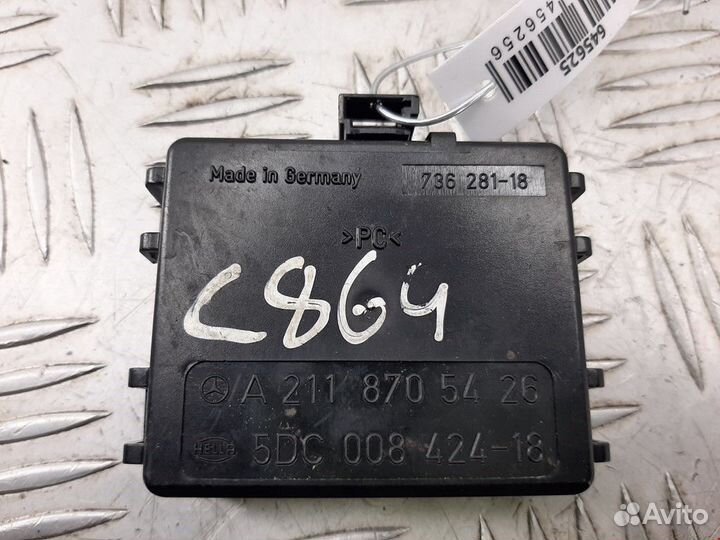 645625
456256
Made in Germany
736 281-18
>PC<
C864
A 211 870 54 26
HELLA
5DC 008 424-18
Avito